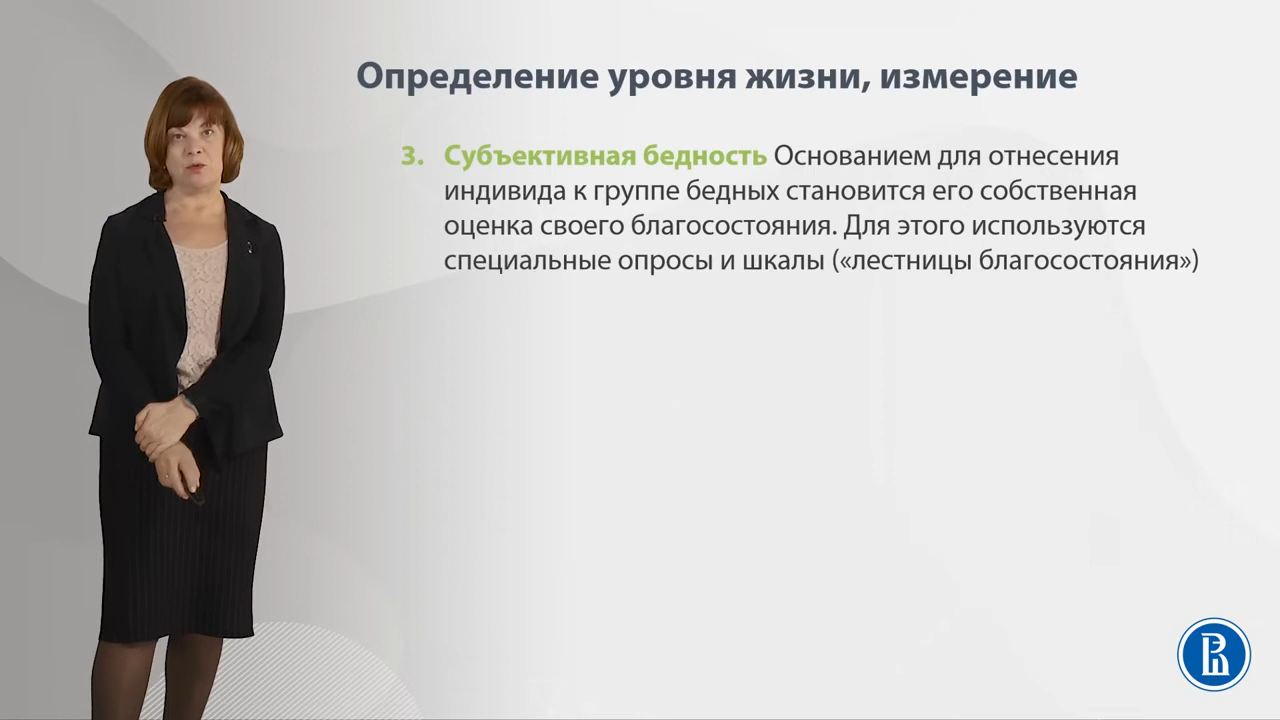 Определение уровня жизни, измерение
3. Субъективная бедность Основанием для отнесения
индивида к группе бедных становится его собственная
оценка своего благосостояния. Для этого используются
специальные опросы и шкалы («лестницы благосостояния»)